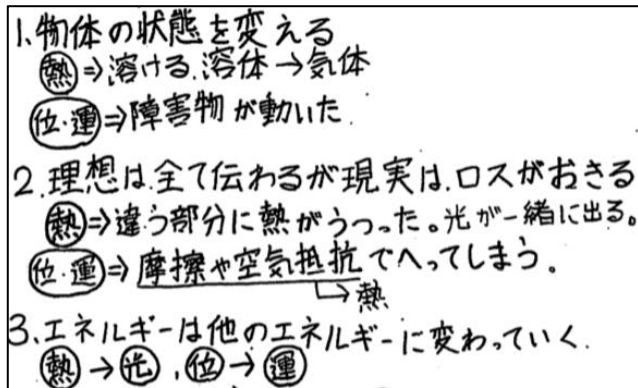 1.物体の状態を変える
熱⇒溶ける.溶体→気体
位・運⇒障害物が動いた.
2.理想は.全て伝わるが現実は.ロスがおきる
熱⇒違う部分に熱がうつった。光が一緒に出る。
位・運⇒摩擦や空気抵抗でへってしまう。
→熱
3.エネルギーは他のエネルギーに変わっていく.
熱→光,位→運